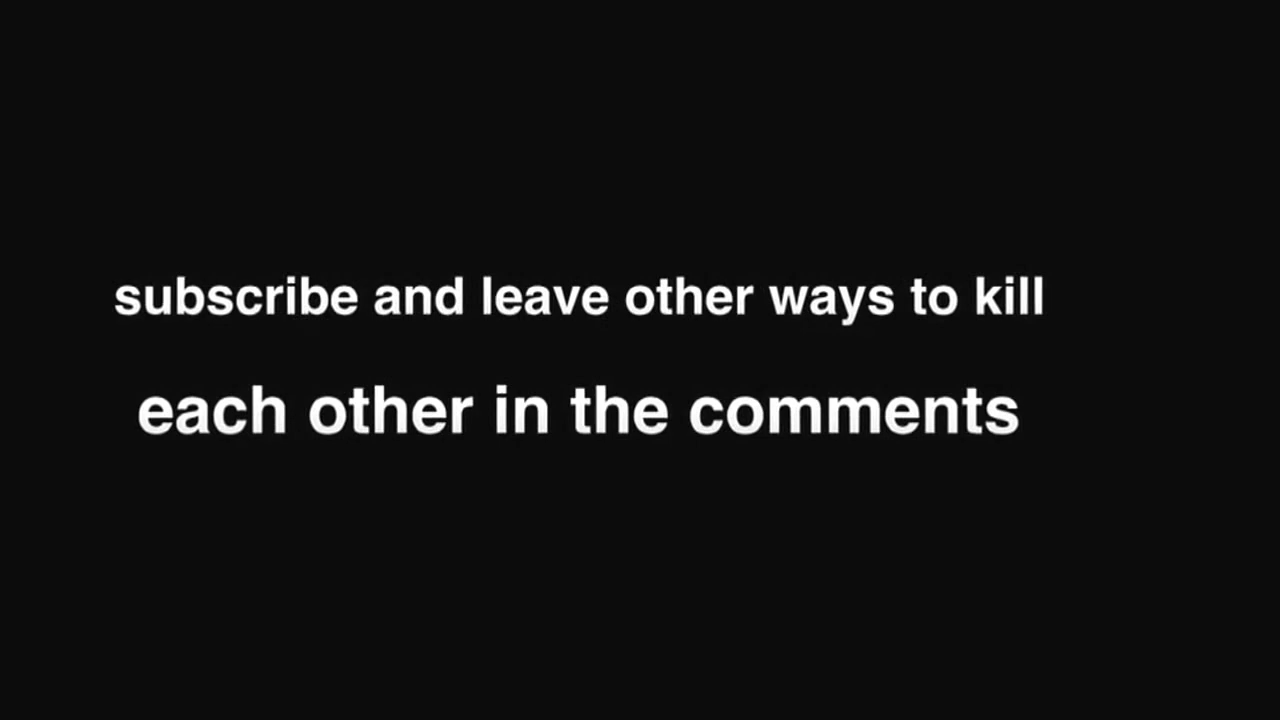 subscribe and leave other ways to kill
each other in the comments